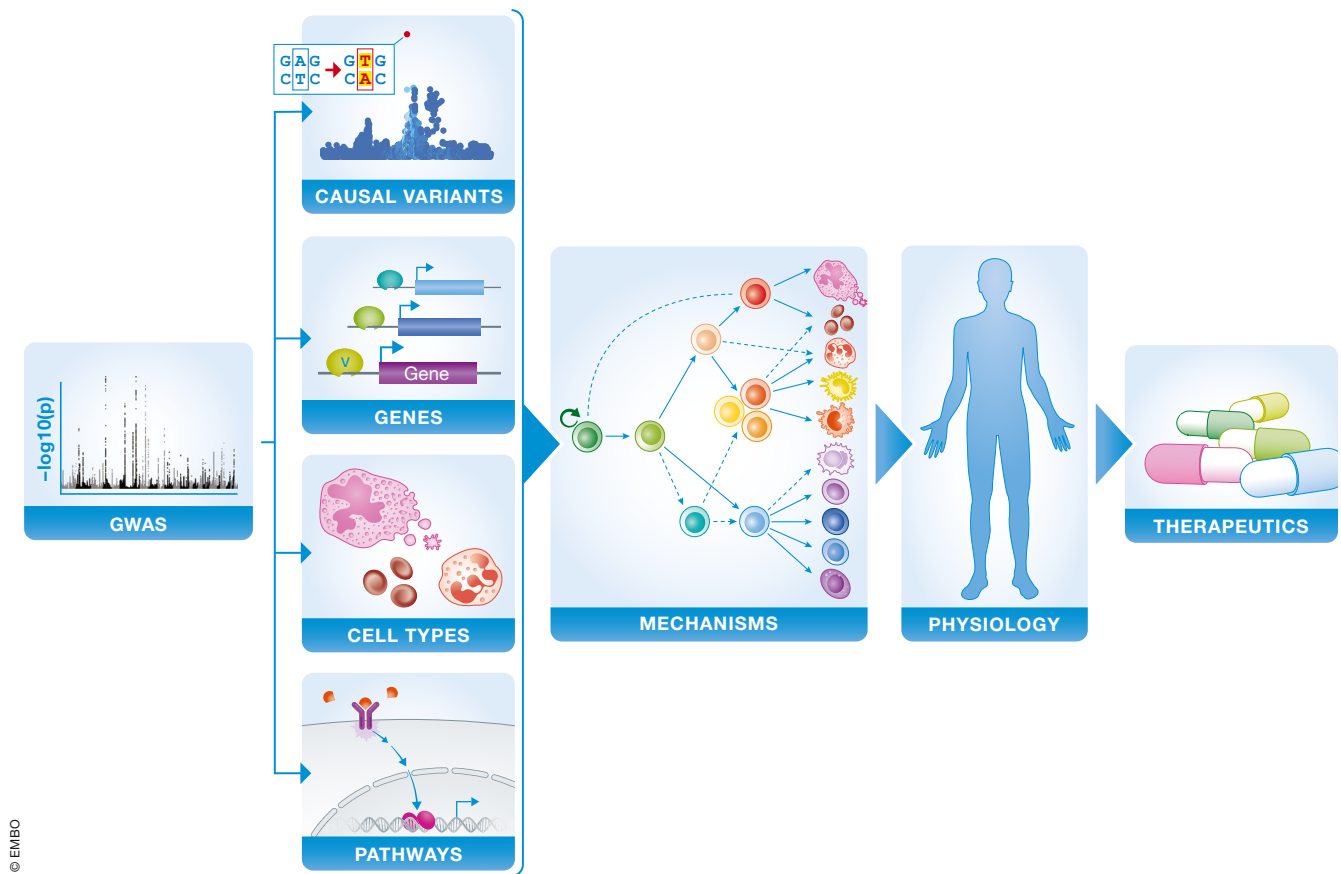 GAG GTG
CTC CAC
CAUSAL VARIANTS
V
Gene
GENES
−log10(p)
GWAS
CELL TYPES
PATHWAYS
MECHANISMS
PHYSIOLOGY
THERAPEUTICS
© EMBO